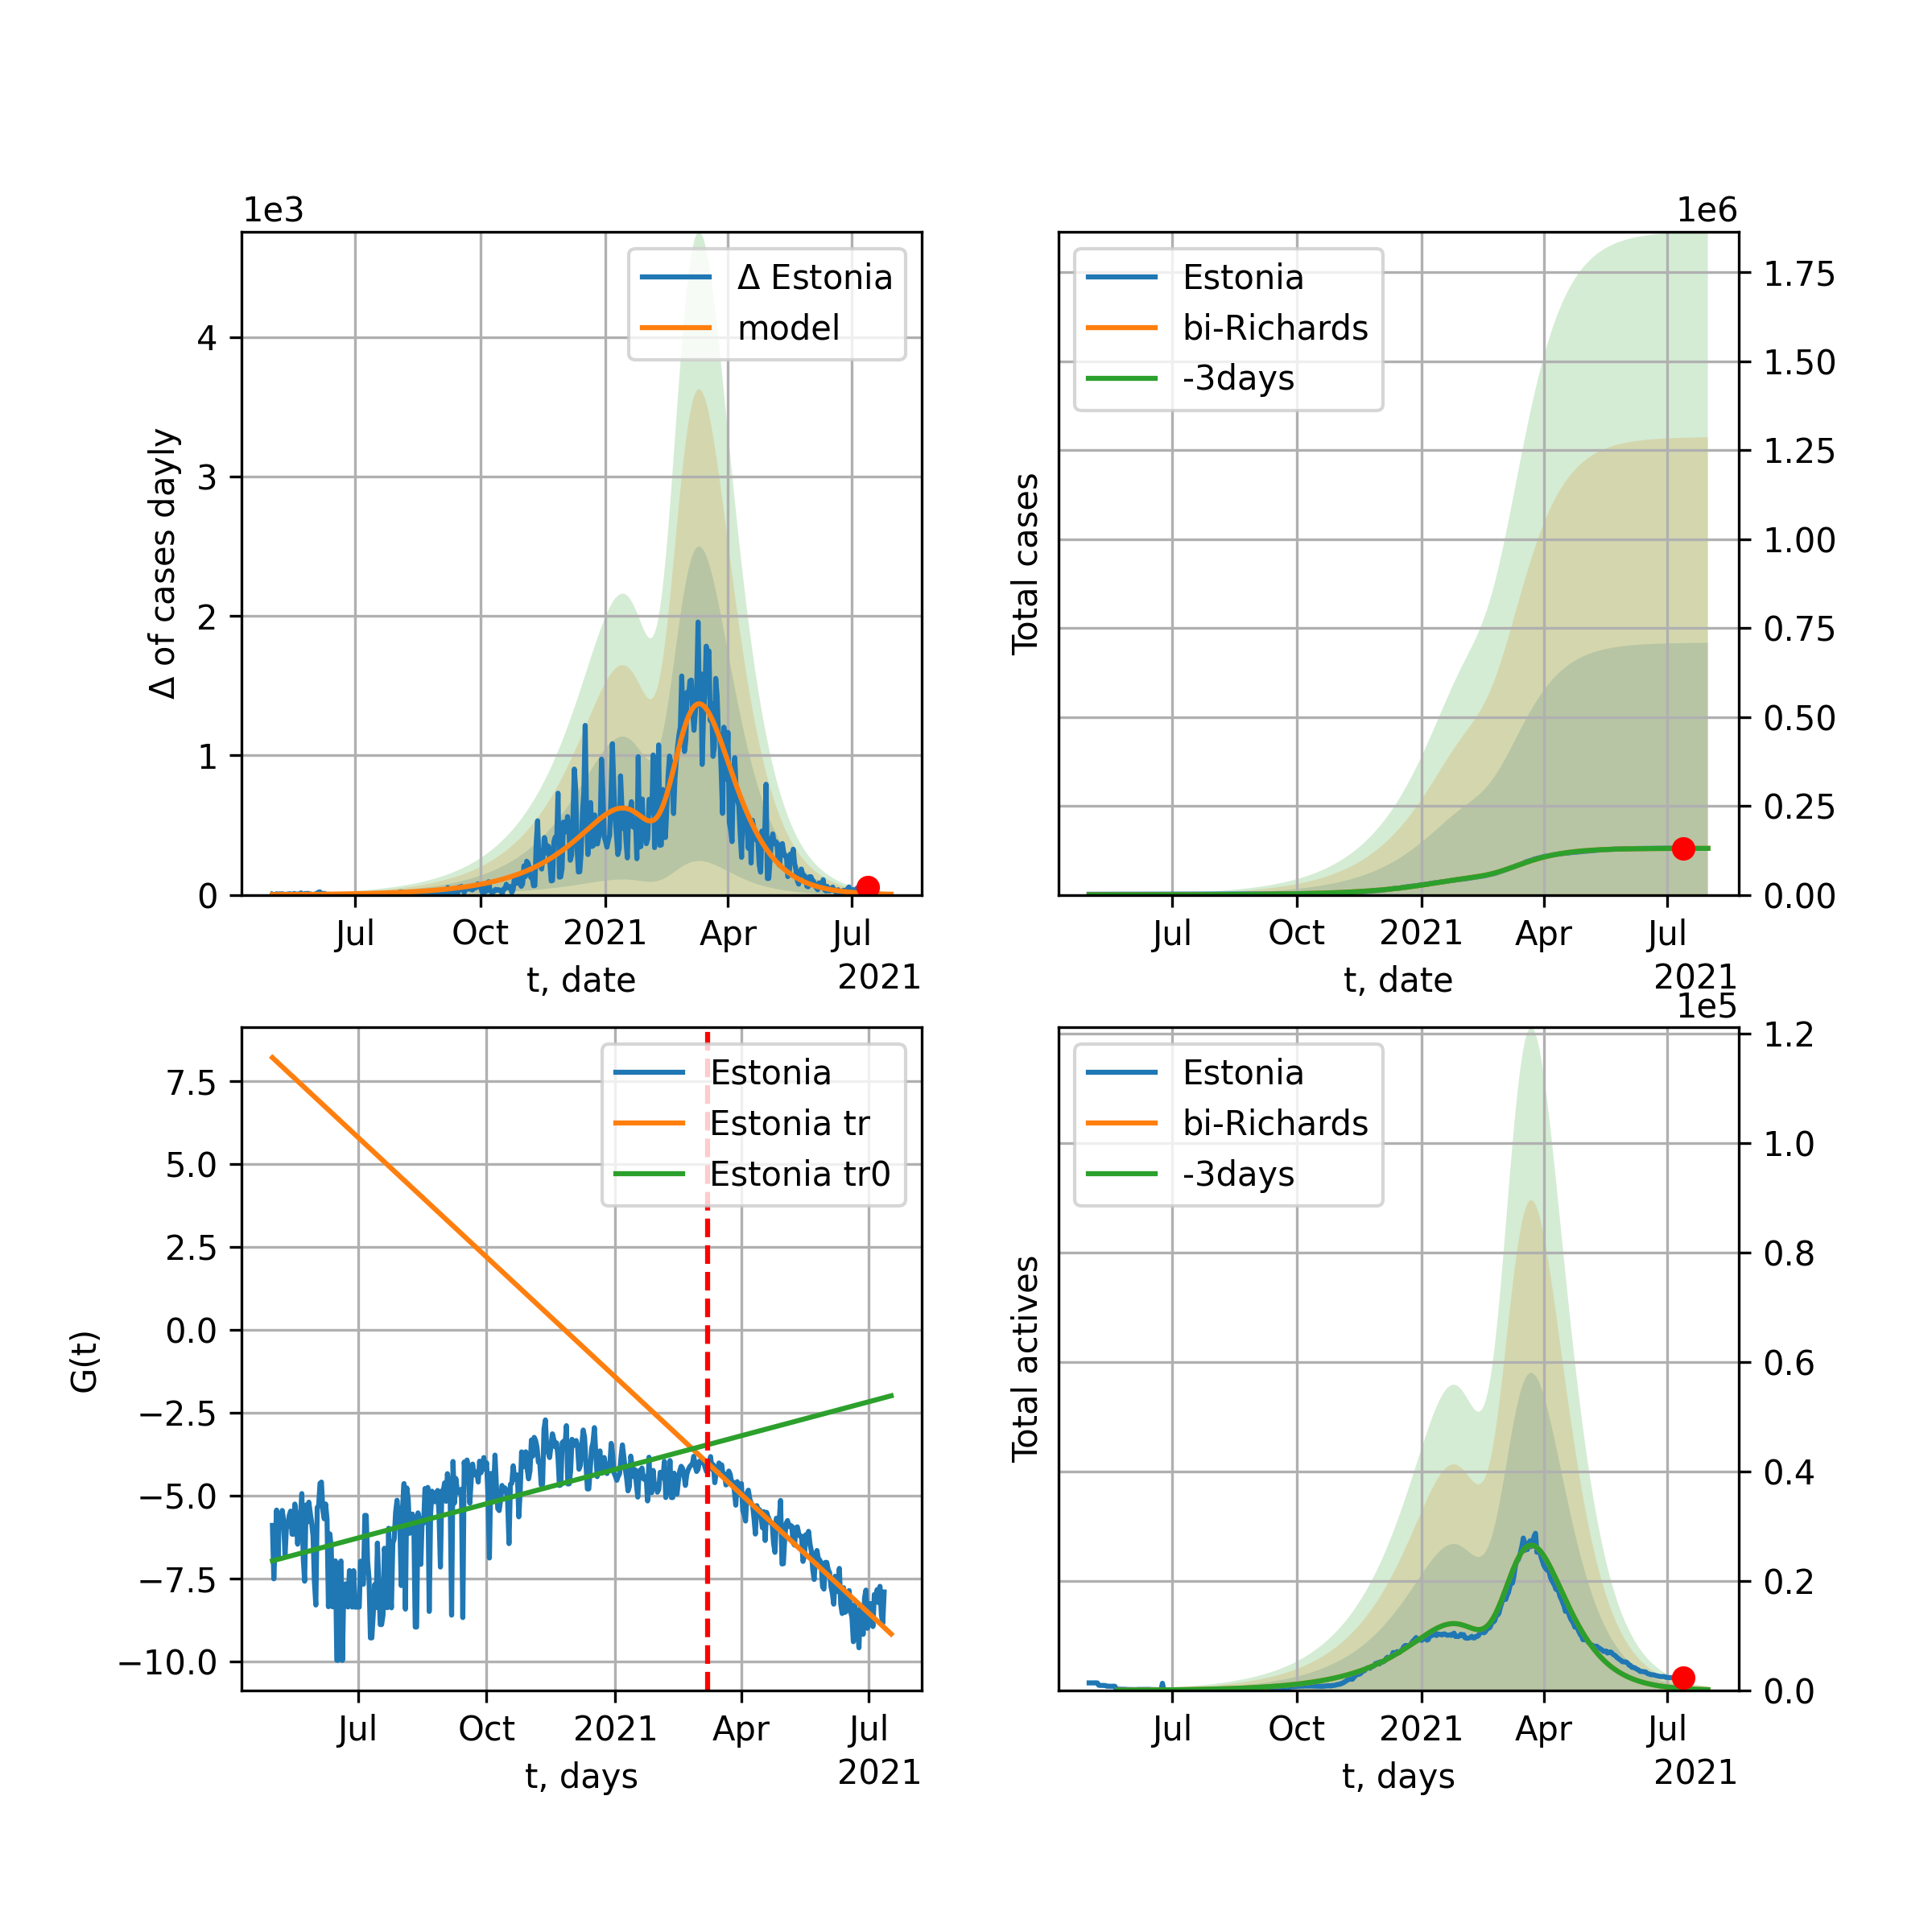 1e3
Δ Estonia
model
4
3
2
1
0
Δ of cases dayly
Jul
Oct
2021
Apr
Jul
t, date
2021
1e6
Estonia
bi-Richards
-3days
1.75
1.50
1.25
1.00
0.75
0.50
0.25
0.00
Total cases
Jul
Oct
2021
Apr
Jul
t, date
2021
Estonia
Estonia tr
Estonia tr0
7.5
5.0
2.5
0.0
−2.5
−5.0
−7.5
−10.0
G(t)
Jul
Oct
2021
Apr
Jul
t, days
2021
1e5
Estonia
bi-Richards
-3days
1.2
1.0
0.8
0.6
0.4
0.2
0.0
Total actives
Jul
Oct
2021
Apr
Jul
t, days
2021